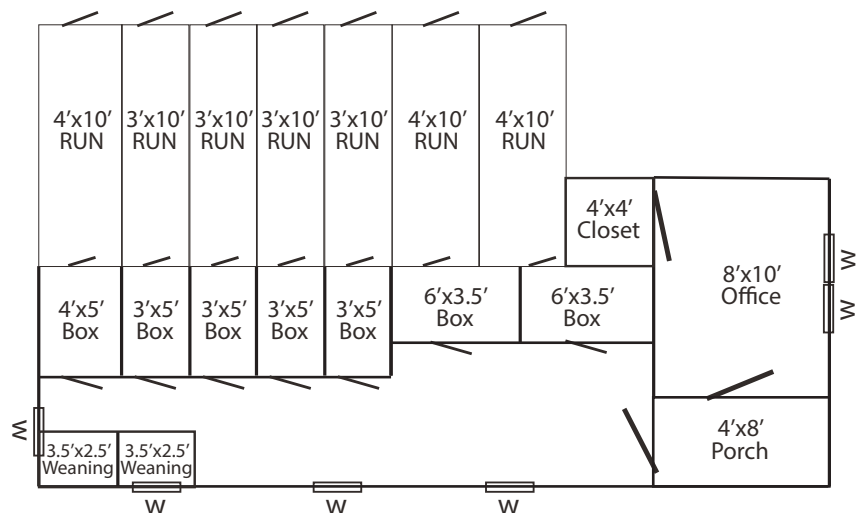 4’x10’
RUN
3’x10’
RUN
3’x10’
RUN
3’x10’
RUN
3’x10’
RUN
4’x10’
RUN
4’x10’
RUN
4’x4’
Closet
8’x10’
Office
W
W
4’x5’
Box
3’x5’
Box
3’x5’
Box
3’x5’
Box
3’x5’
Box
6’x3.5’
Box
6’x3.5’
Box
4’x8’
Porch
W
3.5’x2.5’
Weaning
3.5’x2.5’
Weaning
W
W
W